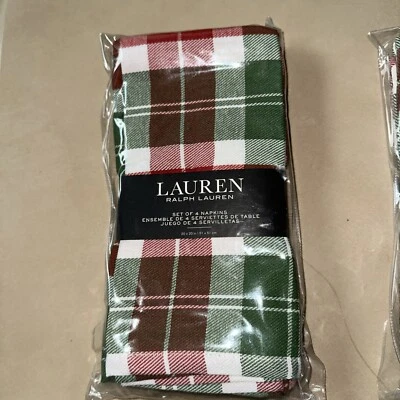 LAUREN
RALPH LAUREN
SET OF 4 NAPKINS
ENSEMBLE DE 4 SERVIETTES DE TABLE
JUEGO DE 4 SERVILLETAS